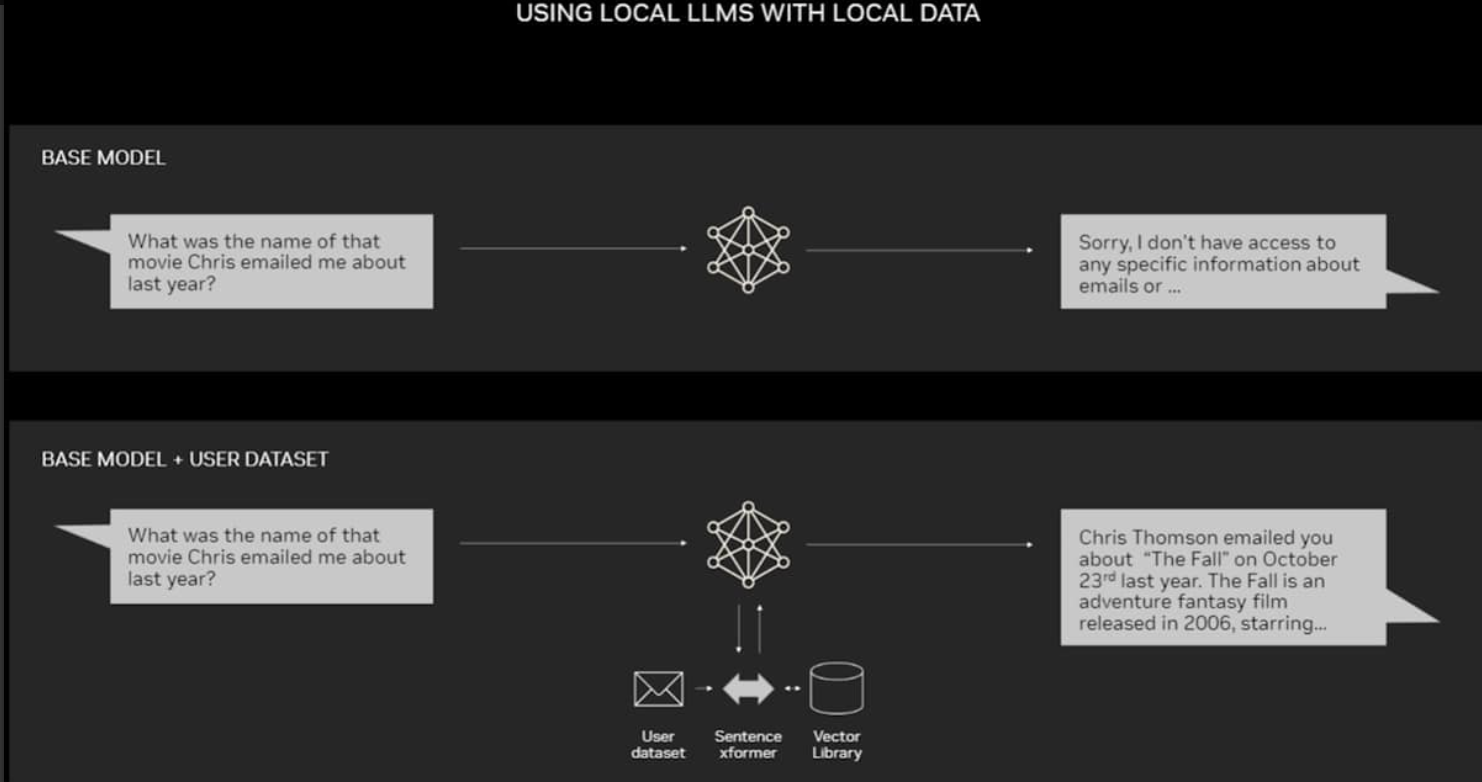 USING LOCAL LLMS WITH LOCAL DATA
BASE MODEL
What was the name of that
movie Chris emailed me about
last year?
Sorry, I don't have access to
any specific information about
emails or ...
BASE MODEL + USER DATASET
What was the name of that
movie Chris emailed me about
last year?
Chris Thomson emailed you
about “The Fall” on October
23rd last year. The Fall is an
adventure fantasy film
released in 2006, starring...
User
dataset
Sentence
xformer
Vector
Library